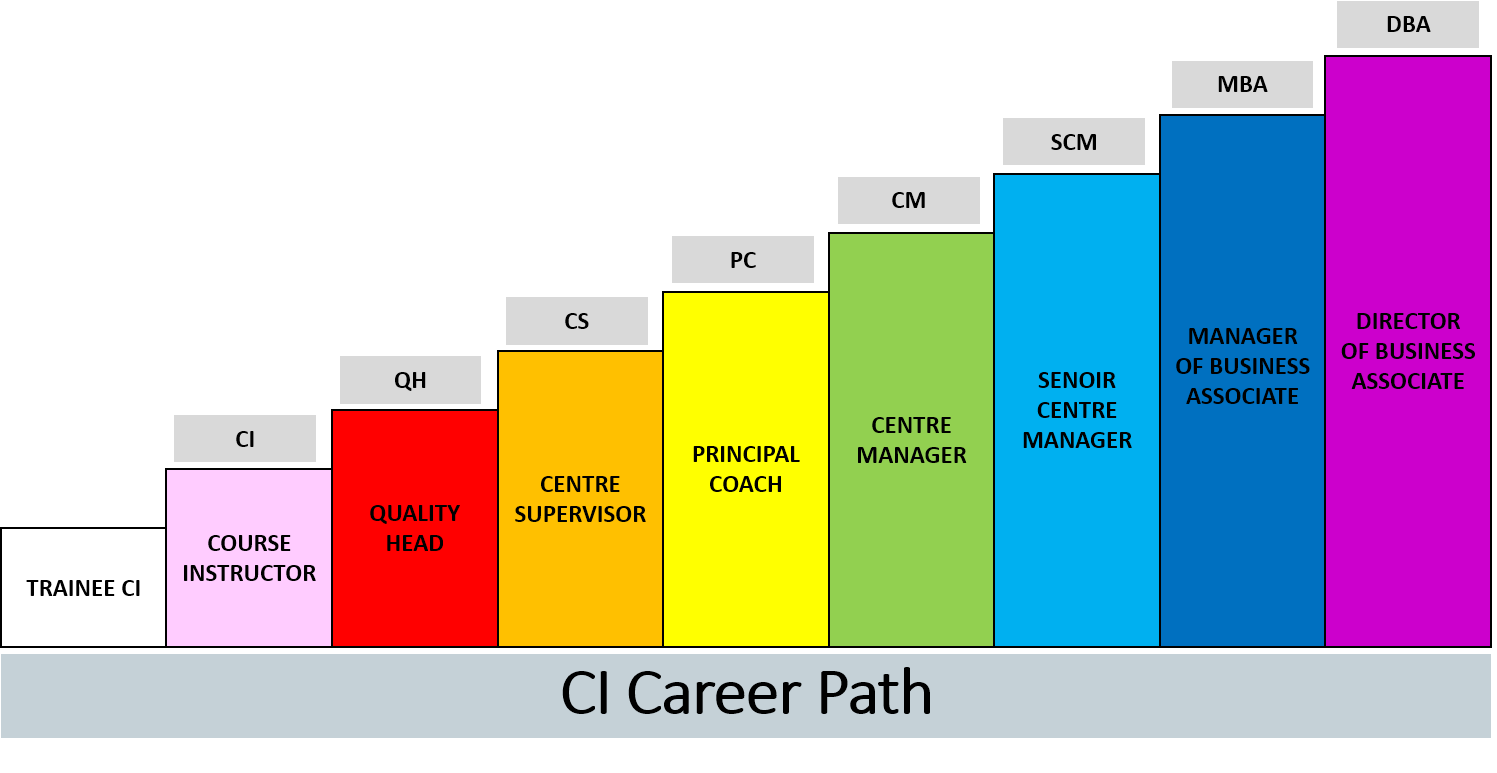 DBA
MBA
SCM
CM
PC
CS
QH
CI
TRAINEE CI
COURSE
INSTRUCTOR
QUALITY
HEAD
CENTRE
SUPERVISOR
PRINCIPAL
COACH
CENTRE
MANAGER
SENOIR
CENTRE
MANAGER
MANAGER
OF BUSINESS
ASSOCIATE
DIRECTOR
OF BUSINESS
ASSOCIATE
CI Career Path